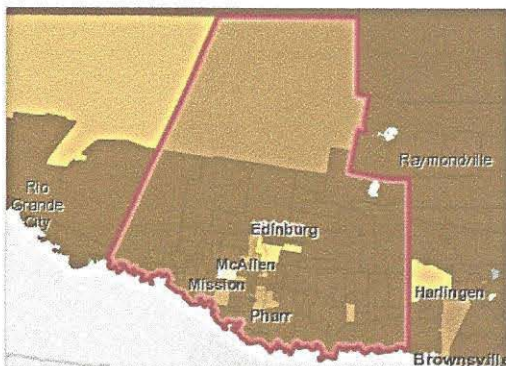 Raymondville
Rio
Grande
City
Edinburg
McAllen
Mission
Harlingen
Pharr
Brownsville